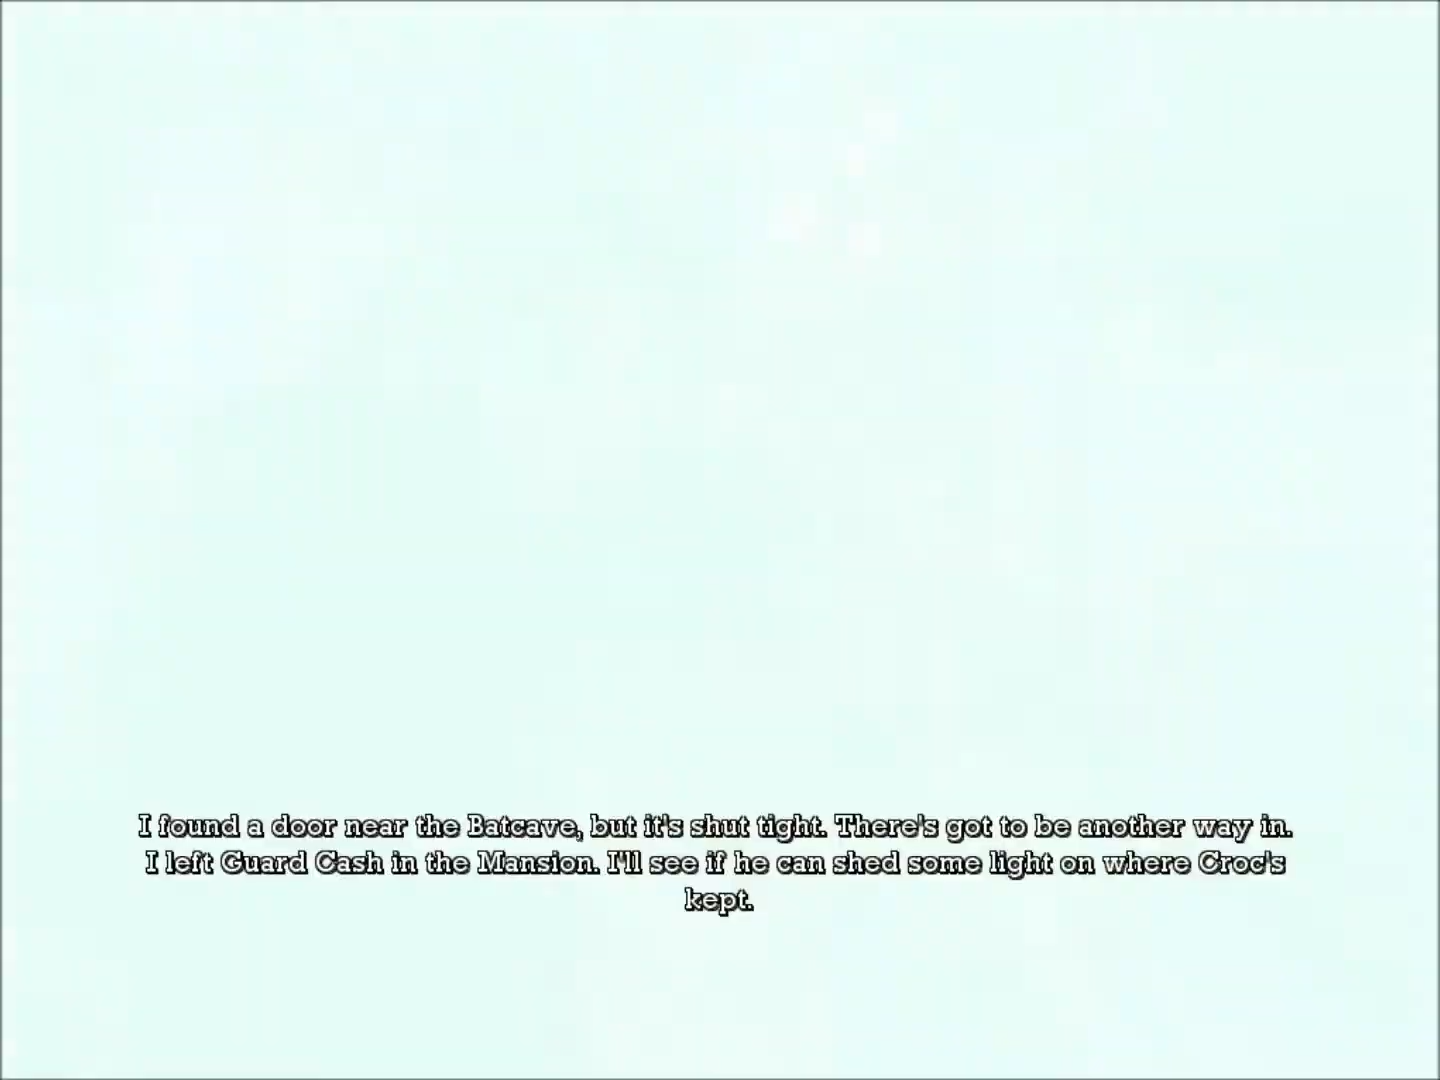 I found a door near the Batcave, but it's shut tight. There's got to be another way in.
I left Guard Cash in the Mansion. I'll see if he can shed some light on where Croc's
kept.